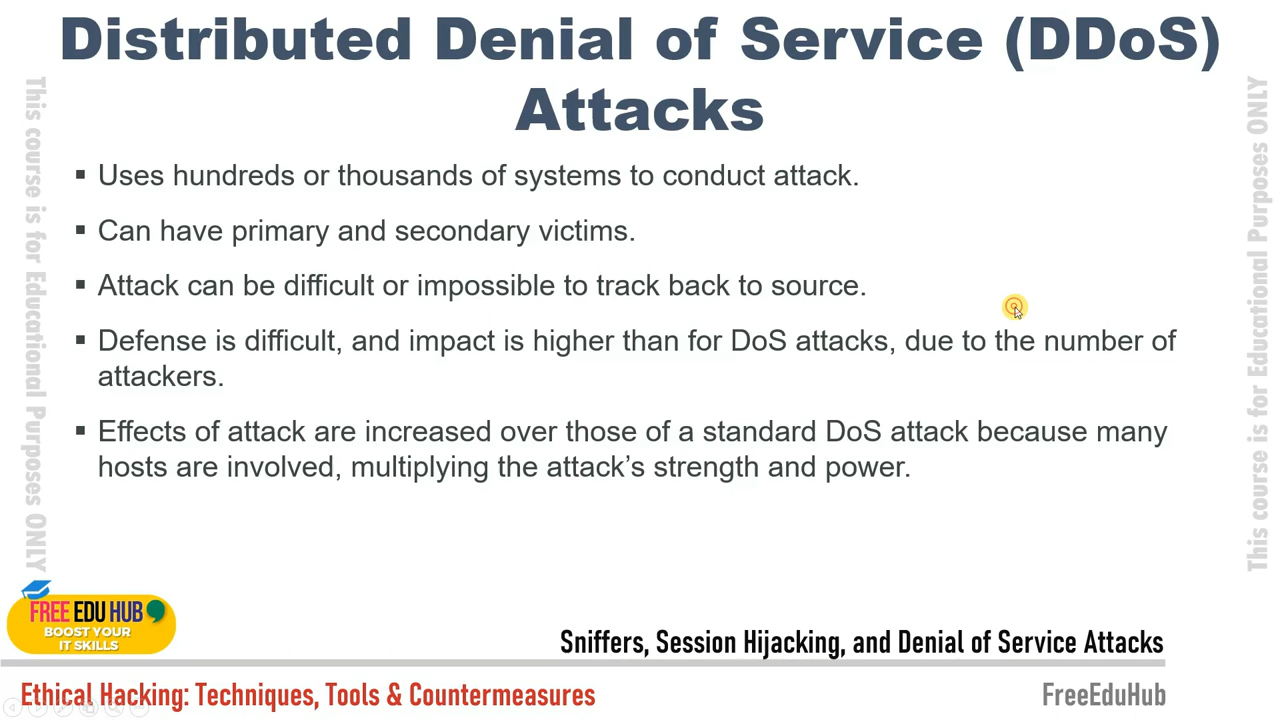 Distributed Denial of Service (DDoS)
Attacks
▪ Uses hundreds or thousands of systems to conduct attack.
▪ Can have primary and secondary victims.
▪ Attack can be difficult or impossible to track back to source.
▪ Defense is difficult, and impact is higher than for DoS attacks, due to the number of
attackers.
▪ Effects of attack are increased over those of a standard DoS attack because many
hosts are involved, multiplying the attack’s strength and power.
This course is for Educational Purposes ONLY
This course is for Educational Purposes ONLY
FREE EDU HUB
BOOST YOUR
IT SKILLS
Sniffers, Session Hijacking, and Denial of Service Attacks
Ethical Hacking: Techniques, Tools & Countermeasures
FreeEduHub